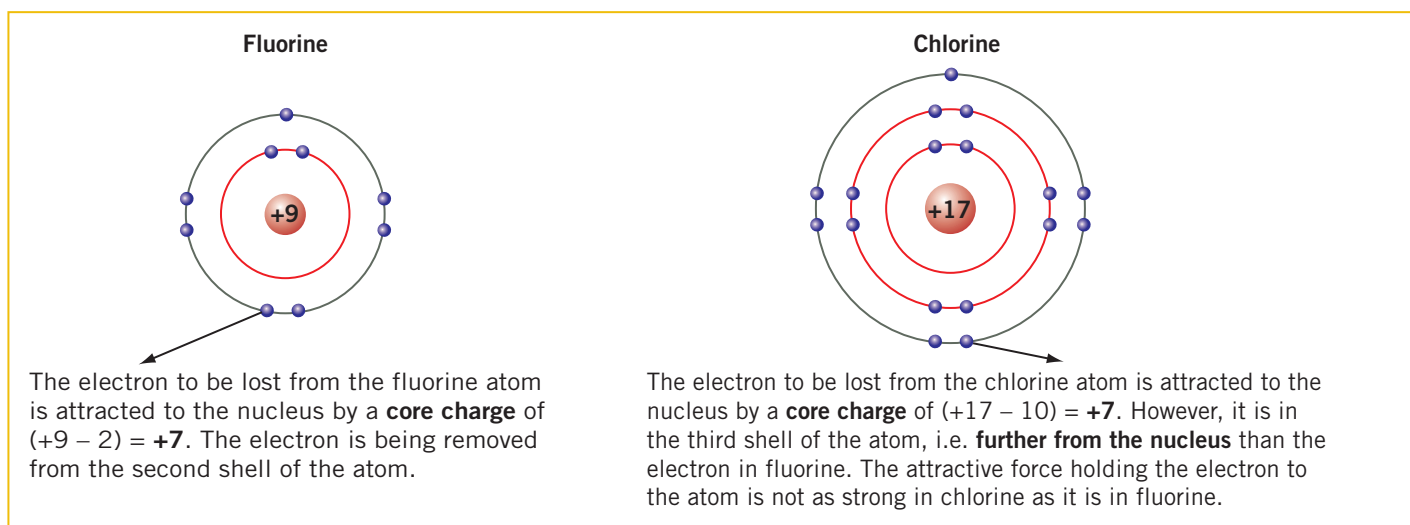 Fluorine
+9
The electron to be lost from the fluorine atom
is attracted to the nucleus by a core charge of
(+9 – 2) = +7. The electron is being removed
from the second shell of the atom.
Chlorine
+17
The electron to be lost from the chlorine atom is attracted to the
nucleus by a core charge of (+17 – 10) = +7. However, it is in
the third shell of the atom, i.e. further from the nucleus than the
electron in fluorine. The attractive force holding the electron to
the atom is not as strong in chlorine as it is in fluorine.